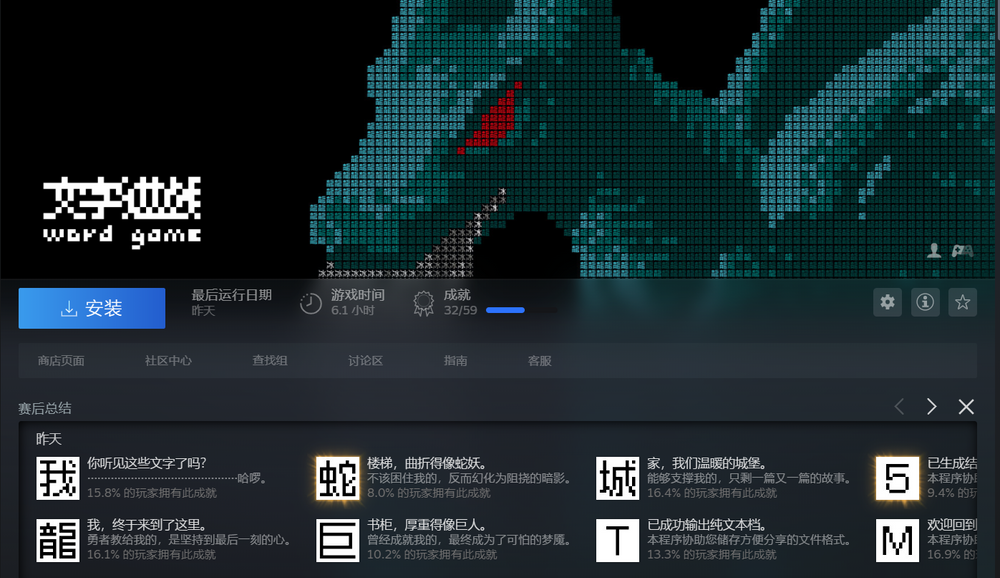 文字遊戲
word game
安装
最后运行日期
昨天
游戏时间
6.1 小时
成就
32/59
商店页面
社区中心
查找组
讨论区
指南
客服
赛后总结
昨天
我
你听见这些文字了吗?
┄┄┄┄┄┄┄┄┄┄┄┄哈啰。
15.8% 的玩家拥有此成就
蛇
楼梯,曲折得像蛇妖。
不该困住我的,反而幻化为阻挠的暗影。
8.0% 的玩家拥有此成就
城
家,我们温暖的城堡。
能够支撑我的,只剩一篇又一篇的故事。
16.4% 的玩家拥有此成就
5
已生成结
本程序协助
9.4% 的玩
龍
我,终于来到了这里。
勇者教给我的,是坚持到最后一刻的心。
16.1% 的玩家拥有此成就
巨
书柜,厚重得像巨人。
曾经成就我的,最终成为了可怕的梦魇。
10.2% 的玩家拥有此成就
T
已成功输出纯文本档。
本程序协助您储存方便分享的文件格式。
13.3% 的玩家拥有此成就
M
欢迎回到
本程序协助
16.9% 的